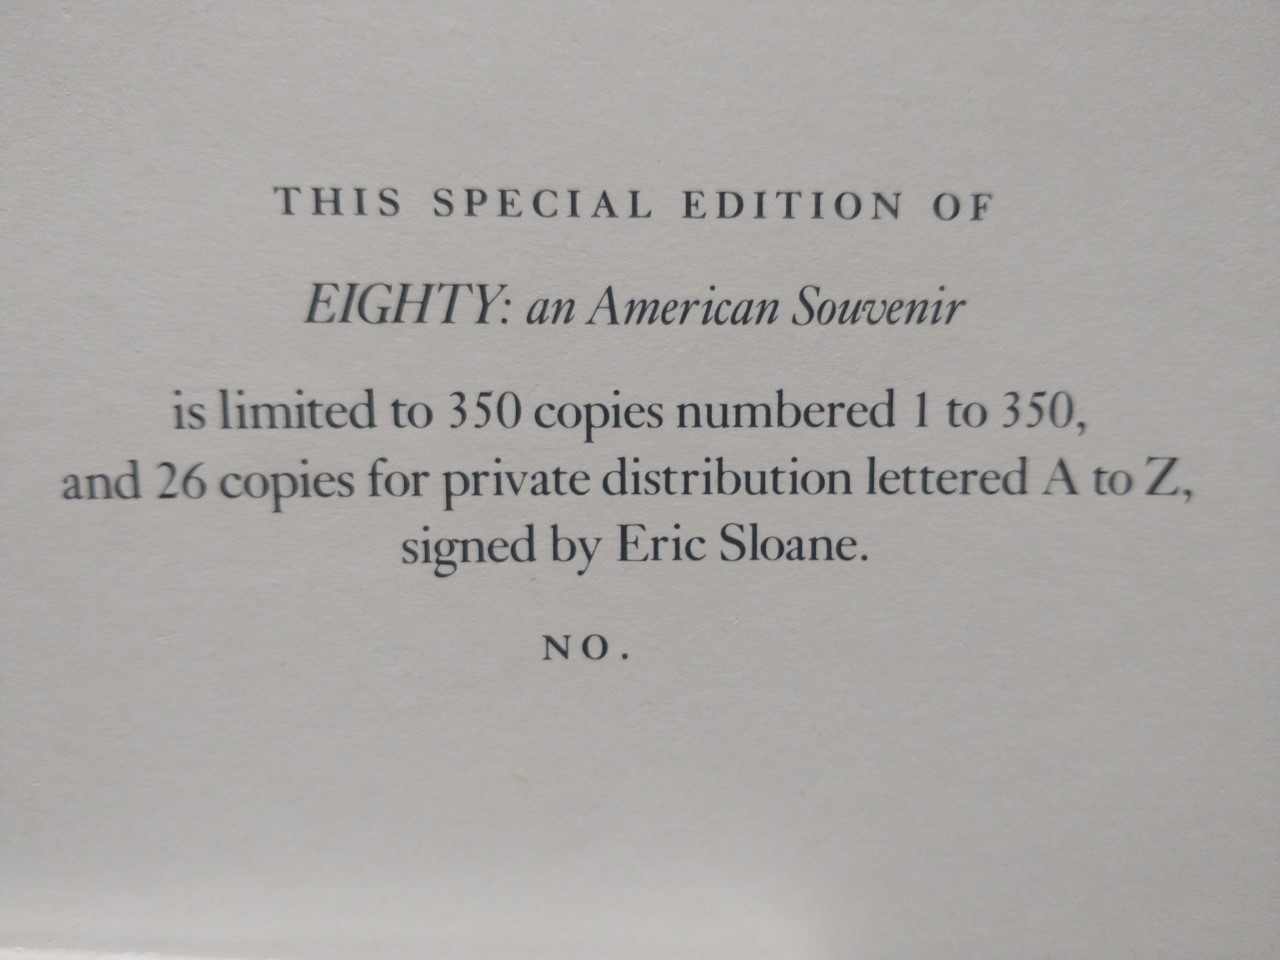 THIS SPECIAL EDITION OF
EIGHTY: an American Souvenir
is limited to 350 copies numbered 1 to 350,
and 26 copies for private distribution lettered A to Z,
signed by Eric Sloane.
NO.